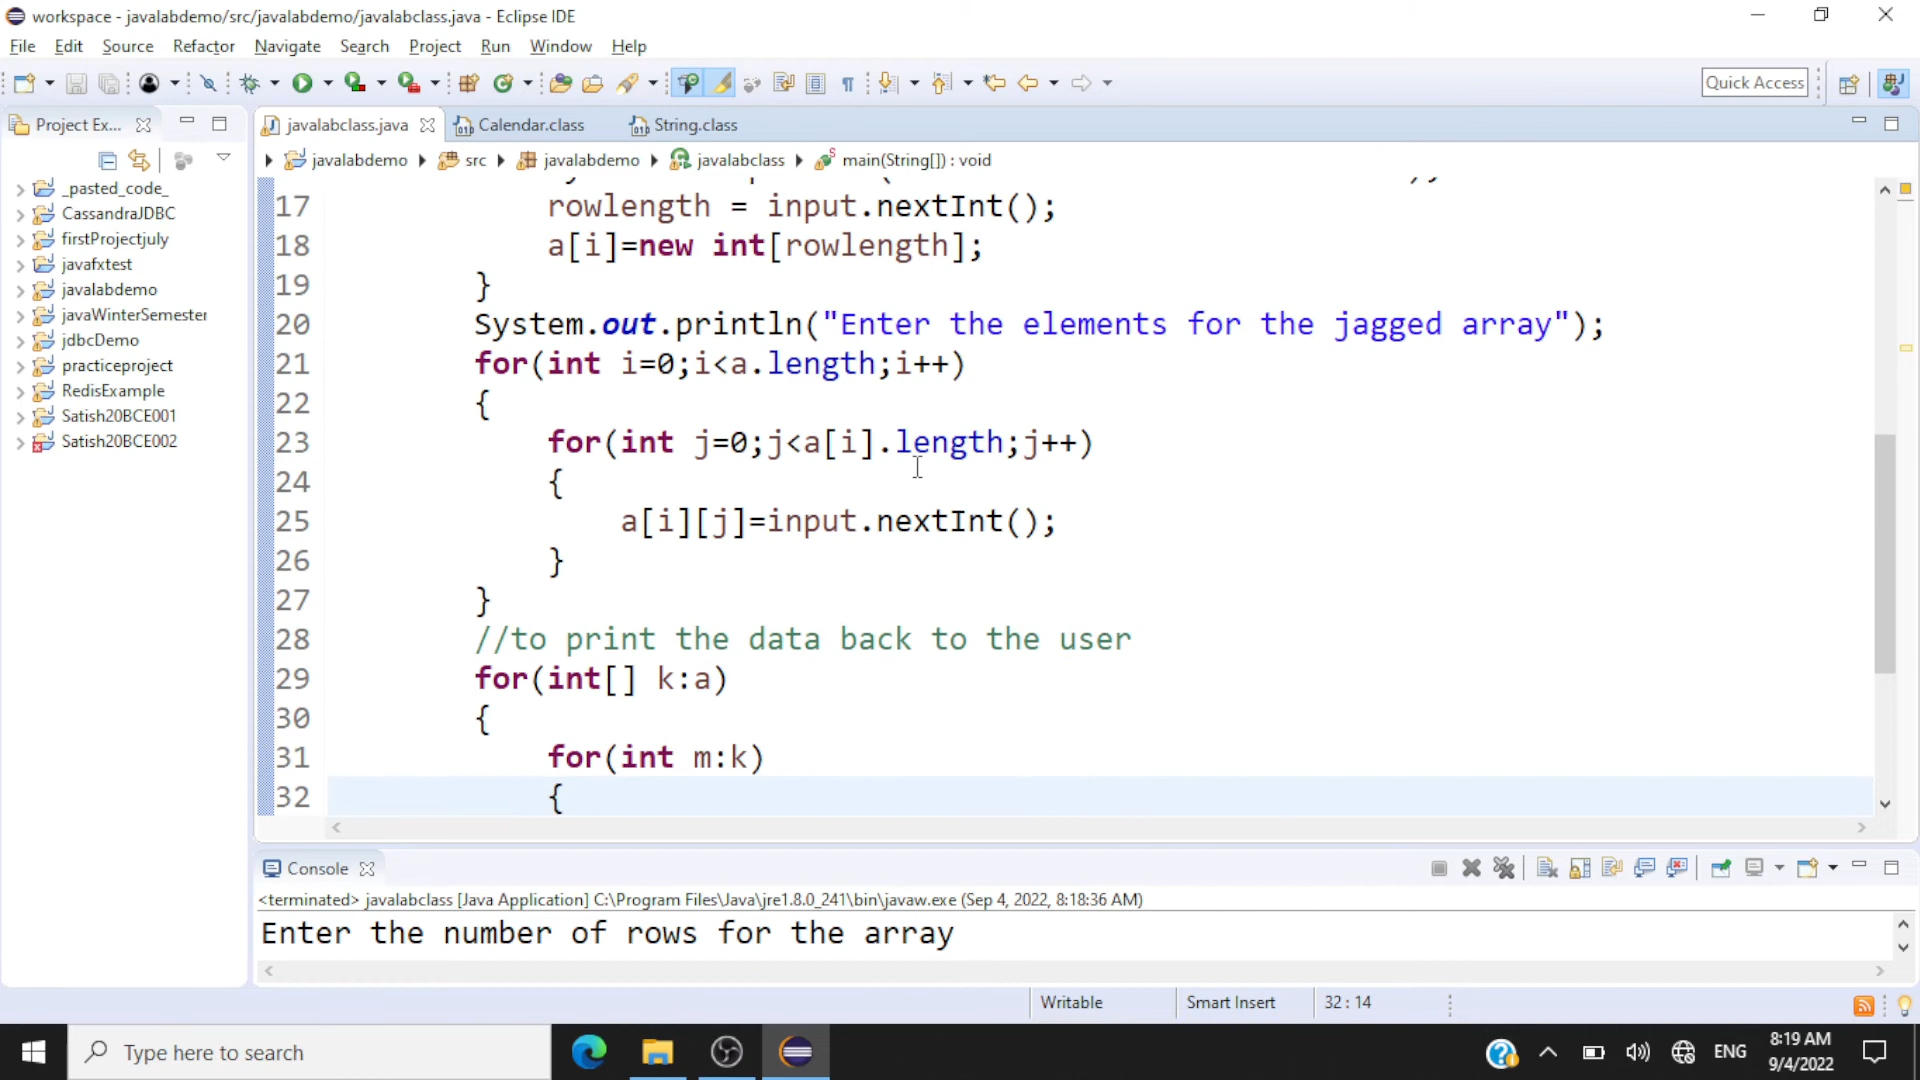 workspace - javalabdemo/src/javalabdemo/javalabclass.java - Eclipse IDE
File Edit Source Refactor Navigate Search Project Run Window Help
Quick Access
Project Ex...
javalabclass.java
Calendar.class
String.class
javalabdemo src javalabdemo javalabclass main(String[]) : void
_pasted_code_
CassandraJDBC
firstProjectjuly
javafxtest
javalabdemo
javaWinterSemester
jdbcDemo
practiceproject
RedisExample
Satish20BCE001
Satish20BCE002
17 rowlength = input.nextInt();
18 a[i]=new int[rowlength];
19 }
20 System.out.println("Enter the elements for the jagged array");
21 for(int i=0;i<a.length;i++)
22 {
23 for(int j=0;j<a[i].length;j++)
24 {
25 a[i][j]=input.nextInt();
26 }
27 }
28 //to print the data back to the user
29 for(int[] k:a)
30 {
31 for(int m:k)
32 {
Console
<terminated> javalabclass [Java Application] C:\Program Files\Java\jre1.8.0_241\bin\javaw.exe (Sep 4, 2022, 8:18:36 AM)
Enter the number of rows for the array
Writable Smart Insert 32 : 14
Type here to search
ENG
8:19 AM
9/4/2022